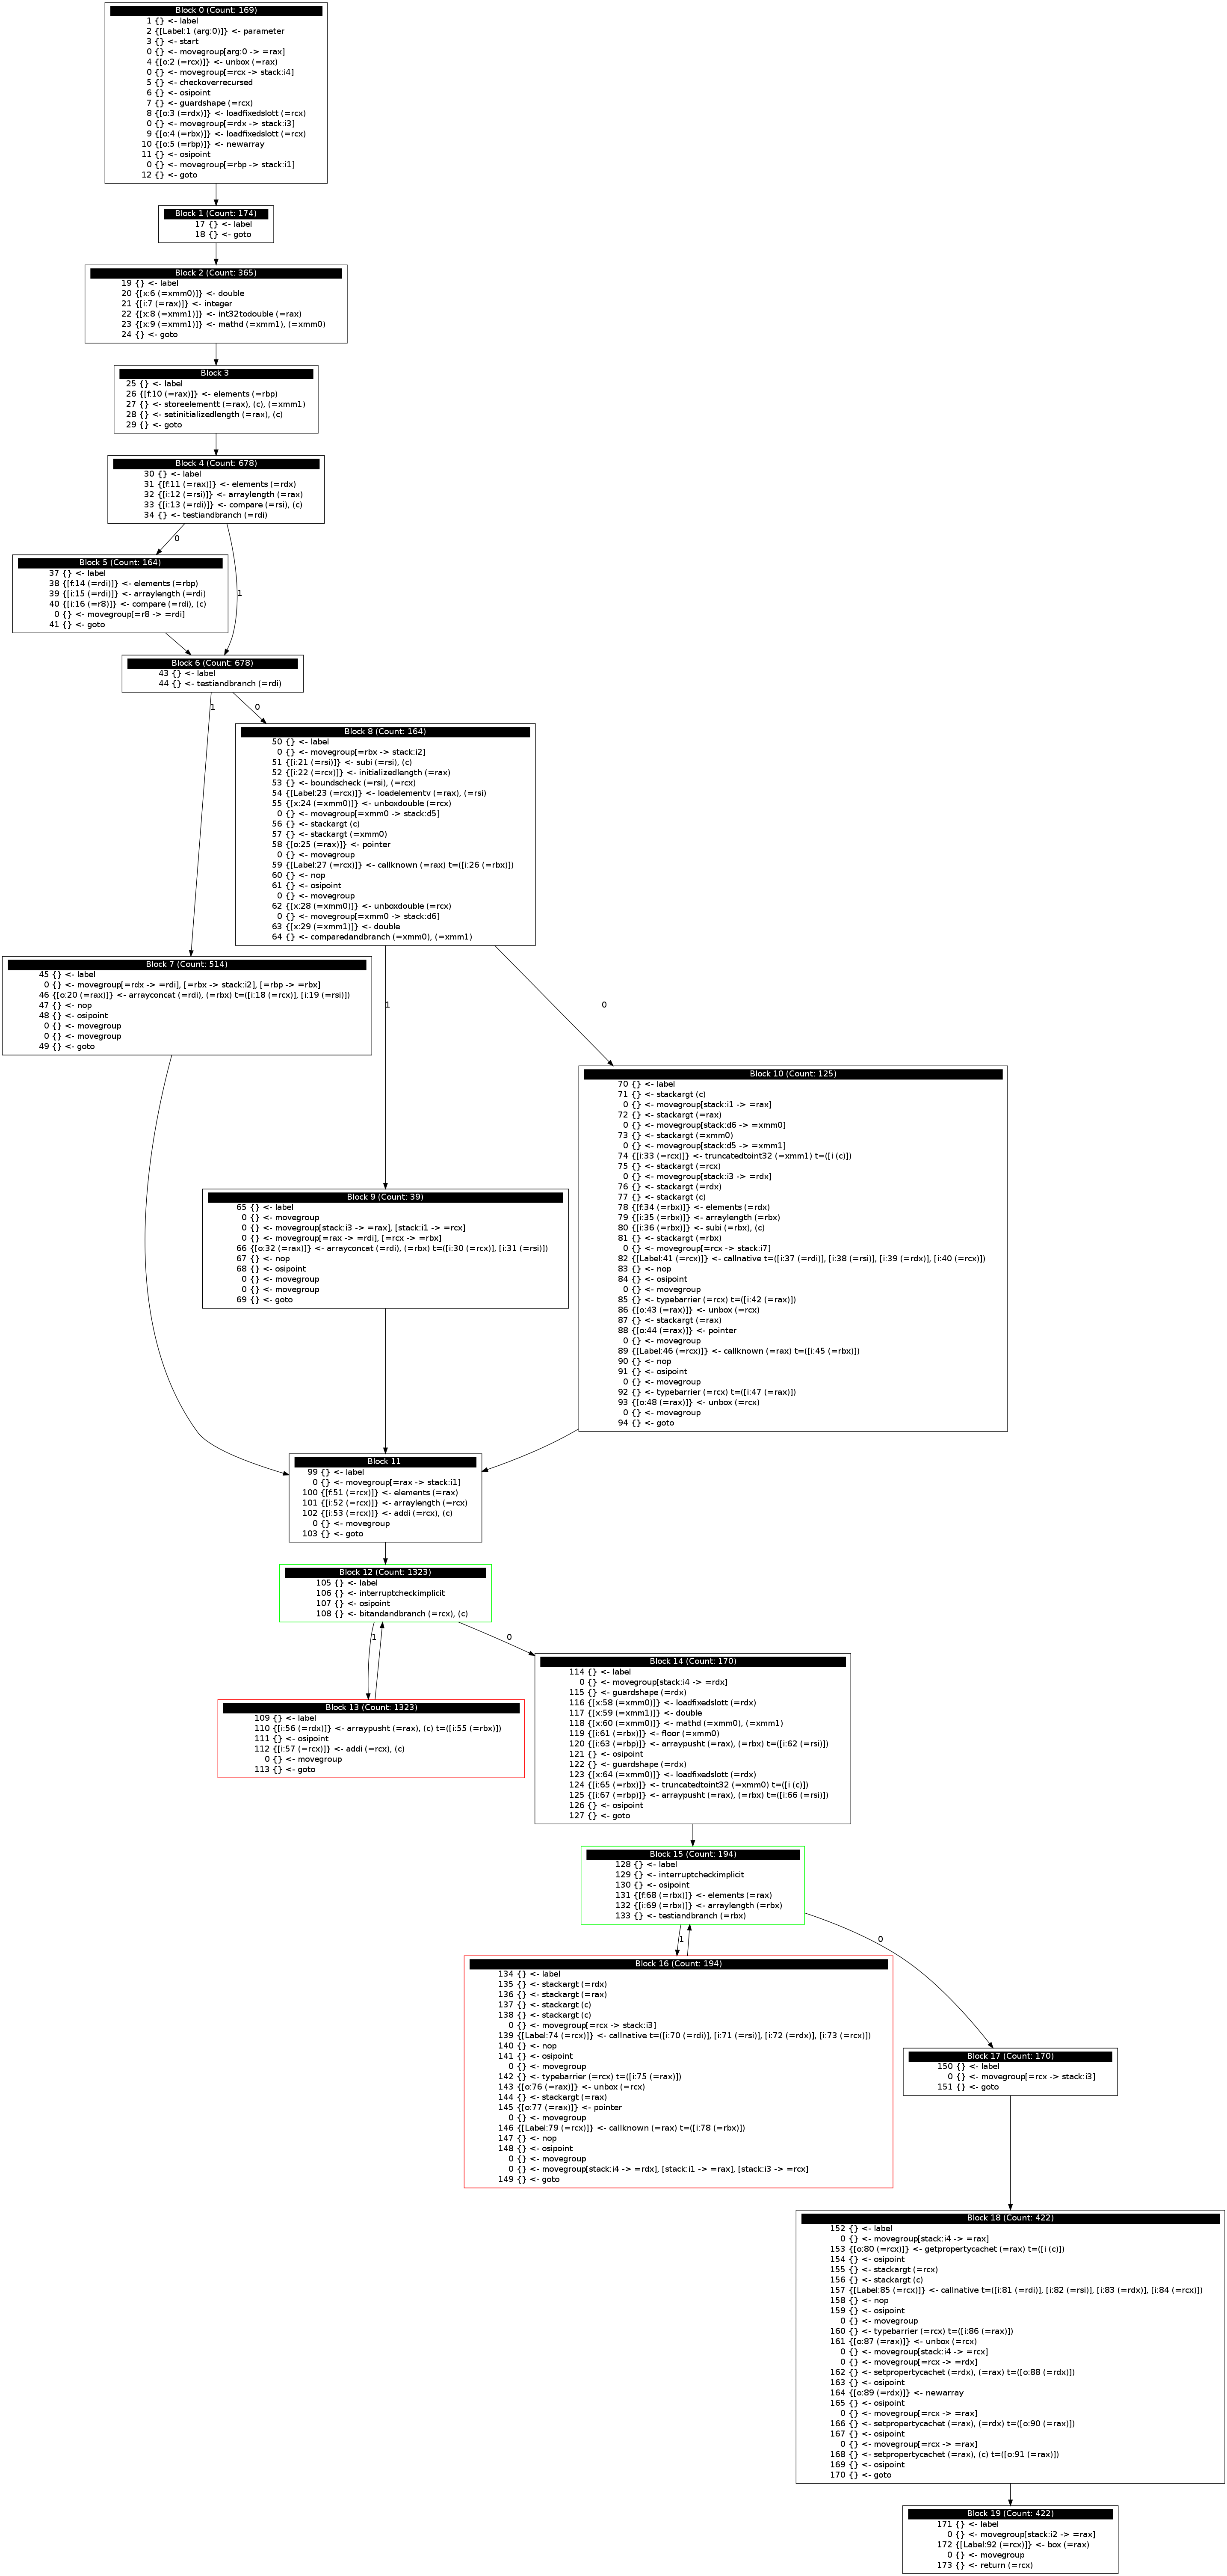 Block 0 (Count: 169)
1 {} <- label
2 {[Label:1 (arg:0)]} <- parameter
3 {} <- start
0 {} <- movegroup[arg:0 -> =rax]
4 {[o:2 (=rcx)]} <- unbox (=rax)
0 {} <- movegroup[=rcx -> stack:i4]
5 {} <- checkoverrecursed
6 {} <- osipoint
7 {} <- guardshape (=rcx)
8 {[o:3 (=rdx)]} <- loadfixedslott (=rcx)
0 {} <- movegroup[=rdx -> stack:i3]
9 {[o:4 (=rbx)]} <- loadfixedslott (=rcx)
10 {[o:5 (=rbp)]} <- newarray
11 {} <- osipoint
0 {} <- movegroup[=rbp -> stack:i1]
12 {} <- goto
Block 1 (Count: 174)
17 {} <- label
18 {} <- goto
Block 2 (Count: 365)
19 {} <- label
20 {[x:6 (=xmm0)]} <- double
21 {[i:7 (=rax)]} <- integer
22 {[x:8 (=xmm1)]} <- int32todouble (=rax)
23 {[x:9 (=xmm1)]} <- mathd (=xmm1), (=xmm0)
24 {} <- goto
Block 3
25 {} <- label
26 {[f:10 (=rax)]} <- elements (=rbp)
27 {} <- storeelementt (=rax), (c), (=xmm1)
28 {} <- setinitializedlength (=rax), (c)
29 {} <- goto
Block 4 (Count: 678)
30 {} <- label
31 {[f:11 (=rax)]} <- elements (=rdx)
32 {[i:12 (=rsi)]} <- arraylength (=rax)
33 {[i:13 (=rdi)]} <- compare (=rsi), (c)
34 {} <- testiandbranch (=rdi)
0
1
Block 5 (Count: 164)
37 {} <- label
38 {[f:14 (=rdi)]} <- elements (=rbp)
39 {[i:15 (=rdi)]} <- arraylength (=rdi)
40 {[i:16 (=r8)]} <- compare (=rdi), (c)
0 {} <- movegroup[=r8 -> =rdi]
41 {} <- goto
Block 6 (Count: 678)
43 {} <- label
44 {} <- testiandbranch (=rdi)
1
0
Block 8 (Count: 164)
50 {} <- label
0 {} <- movegroup[=rbx -> stack:i2]
51 {[i:21 (=rsi)]} <- subi (=rsi), (c)
52 {[i:22 (=rcx)]} <- initializedlength (=rax)
53 {} <- boundscheck (=rsi), (=rcx)
54 {[Label:23 (=rcx)]} <- loadelementv (=rax), (=rsi)
55 {[x:24 (=xmm0)]} <- unboxdouble (=rcx)
0 {} <- movegroup[=xmm0 -> stack:d5]
56 {} <- stackargt (c)
57 {} <- stackargt (=xmm0)
58 {[o:25 (=rax)]} <- pointer
0 {} <- movegroup
59 {[Label:27 (=rcx)]} <- callknown (=rax) t=([i:26 (=rbx)])
60 {} <- nop
61 {} <- osipoint
0 {} <- movegroup
62 {[x:28 (=xmm0)]} <- unboxdouble (=rcx)
0 {} <- movegroup[=xmm0 -> stack:d6]
63 {[x:29 (=xmm1)]} <- double
64 {} <- comparedandbranch (=xmm0), (=xmm1)
Block 7 (Count: 514)
45 {} <- label
0 {} <- movegroup[=rdx -> =rdi], [=rbx -> stack:i2], [=rbp -> =rbx]
46 {[o:20 (=rax)]} <- arrayconcat (=rdi), (=rbx) t=([i:18 (=rcx)], [i:19 (=rsi)])
47 {} <- nop
48 {} <- osipoint
0 {} <- movegroup
0 {} <- movegroup
49 {} <- goto
1
0
Block 10 (Count: 125)
70 {} <- label
71 {} <- stackargt (c)
0 {} <- movegroup[stack:i1 -> =rax]
72 {} <- stackargt (=rax)
0 {} <- movegroup[stack:d6 -> =xmm0]
73 {} <- stackargt (=xmm0)
0 {} <- movegroup[stack:d5 -> =xmm1]
74 {[i:33 (=rcx)]} <- truncatedtoint32 (=xmm1) t=([i (c)])
75 {} <- stackargt (=rcx)
0 {} <- movegroup[stack:i3 -> =rdx]
76 {} <- stackargt (=rdx)
77 {} <- stackargt (c)
78 {[f:34 (=rbx)]} <- elements (=rdx)
79 {[i:35 (=rbx)]} <- arraylength (=rbx)
80 {[i:36 (=rbx)]} <- subi (=rbx), (c)
81 {} <- stackargt (=rbx)
0 {} <- movegroup[=rcx -> stack:i7]
82 {[Label:41 (=rcx)]} <- callnative t=([i:37 (=rdi)], [i:38 (=rsi)], [i:39 (=rdx)], [i:40 (=rcx)])
83 {} <- nop
84 {} <- osipoint
0 {} <- movegroup
85 {} <- typebarrier (=rcx) t=([i:42 (=rax)])
86 {[o:43 (=rax)]} <- unbox (=rcx)
87 {} <- stackargt (=rax)
88 {[o:44 (=rax)]} <- pointer
0 {} <- movegroup
89 {[Label:46 (=rcx)]} <- callknown (=rax) t=([i:45 (=rbx)])
90 {} <- nop
91 {} <- osipoint
0 {} <- movegroup
92 {} <- typebarrier (=rcx) t=([i:47 (=rax)])
93 {[o:48 (=rax)]} <- unbox (=rcx)
0 {} <- movegroup
94 {} <- goto
Block 9 (Count: 39)
65 {} <- label
0 {} <- movegroup
0 {} <- movegroup[stack:i3 -> =rax], [stack:i1 -> =rcx]
0 {} <- movegroup[=rax -> =rdi], [=rcx -> =rbx]
66 {[o:32 (=rax)]} <- arrayconcat (=rdi), (=rbx) t=([i:30 (=rcx)], [i:31 (=rsi)])
67 {} <- nop
68 {} <- osipoint
0 {} <- movegroup
0 {} <- movegroup
69 {} <- goto
Block 11
99 {} <- label
0 {} <- movegroup[=rax -> stack:i1]
100 {[f:51 (=rcx)]} <- elements (=rax)
101 {[i:52 (=rcx)]} <- arraylength (=rcx)
102 {[i:53 (=rcx)]} <- addi (=rcx), (c)
0 {} <- movegroup
103 {} <- goto
Block 12 (Count: 1323)
105 {} <- label
106 {} <- interruptcheckimplicit
107 {} <- osipoint
108 {} <- bitandandbranch (=rcx), (c)
1
0
Block 14 (Count: 170)
114 {} <- label
0 {} <- movegroup[stack:i4 -> =rdx]
115 {} <- guardshape (=rdx)
116 {[x:58 (=xmm0)]} <- loadfixedslott (=rdx)
117 {[x:59 (=xmm1)]} <- double
118 {[x:60 (=xmm0)]} <- mathd (=xmm0), (=xmm1)
119 {[i:61 (=rbx)]} <- floor (=xmm0)
120 {[i:63 (=rbp)]} <- arraypusht (=rax), (=rbx) t=([i:62 (=rsi)])
121 {} <- osipoint
122 {} <- guardshape (=rdx)
123 {[x:64 (=xmm0)]} <- loadfixedslott (=rdx)
124 {[i:65 (=rbx)]} <- truncatedtoint32 (=xmm0) t=([i (c)])
125 {[i:67 (=rbp)]} <- arraypusht (=rax), (=rbx) t=([i:66 (=rsi)])
126 {} <- osipoint
127 {} <- goto
Block 13 (Count: 1323)
109 {} <- label
110 {[i:56 (=rdx)]} <- arraypusht (=rax), (c) t=([i:55 (=rbx)])
111 {} <- osipoint
112 {[i:57 (=rcx)]} <- addi (=rcx), (c)
0 {} <- movegroup
113 {} <- goto
Block 15 (Count: 194)
128 {} <- label
129 {} <- interruptcheckimplicit
130 {} <- osipoint
131 {[f:68 (=rbx)]} <- elements (=rax)
132 {[i:69 (=rbx)]} <- arraylength (=rbx)
133 {} <- testiandbranch (=rbx)
1
0
Block 16 (Count: 194)
134 {} <- label
135 {} <- stackargt (=rdx)
136 {} <- stackargt (=rax)
137 {} <- stackargt (c)
138 {} <- stackargt (c)
0 {} <- movegroup[=rcx -> stack:i3]
139 {[Label:74 (=rcx)]} <- callnative t=([i:70 (=rdi)], [i:71 (=rsi)], [i:72 (=rdx)], [i:73 (=rcx)])
140 {} <- nop
141 {} <- osipoint
0 {} <- movegroup
142 {} <- typebarrier (=rcx) t=([i:75 (=rax)])
143 {[o:76 (=rax)]} <- unbox (=rcx)
144 {} <- stackargt (=rax)
145 {[o:77 (=rax)]} <- pointer
0 {} <- movegroup
146 {[Label:79 (=rcx)]} <- callknown (=rax) t=([i:78 (=rbx)])
147 {} <- nop
148 {} <- osipoint
0 {} <- movegroup
0 {} <- movegroup[stack:i4 -> =rdx], [stack:i1 -> =rax], [stack:i3 -> =rcx]
149 {} <- goto
Block 17 (Count: 170)
150 {} <- label
0 {} <- movegroup[=rcx -> stack:i3]
151 {} <- goto
Block 18 (Count: 422)
152 {} <- label
0 {} <- movegroup[stack:i4 -> =rax]
153 {[o:80 (=rcx)]} <- getpropertycachet (=rax) t=([i (c)])
154 {} <- osipoint
155 {} <- stackargt (=rcx)
156 {} <- stackargt (c)
157 {[Label:85 (=rcx)]} <- callnative t=([i:81 (=rdi)], [i:82 (=rsi)], [i:83 (=rdx)], [i:84 (=rcx)])
158 {} <- nop
159 {} <- osipoint
0 {} <- movegroup
160 {} <- typebarrier (=rcx) t=([i:86 (=rax)])
161 {[o:87 (=rax)]} <- unbox (=rcx)
0 {} <- movegroup[stack:i4 -> =rcx]
0 {} <- movegroup[=rcx -> =rdx]
162 {} <- setpropertycachet (=rdx), (=rax) t=([o:88 (=rdx)])
163 {} <- osipoint
164 {[o:89 (=rdx)]} <- newarray
165 {} <- osipoint
0 {} <- movegroup[=rcx -> =rax]
166 {} <- setpropertycachet (=rax), (=rdx) t=([o:90 (=rax)])
167 {} <- osipoint
0 {} <- movegroup[=rcx -> =rax]
168 {} <- setpropertycachet (=rax), (c) t=([o:91 (=rax)])
169 {} <- osipoint
170 {} <- goto
Block 19 (Count: 422)
171 {} <- label
0 {} <- movegroup[stack:i2 -> =rax]
172 {[Label:92 (=rcx)]} <- box (=rax)
0 {} <- movegroup
173 {} <- return (=rcx)